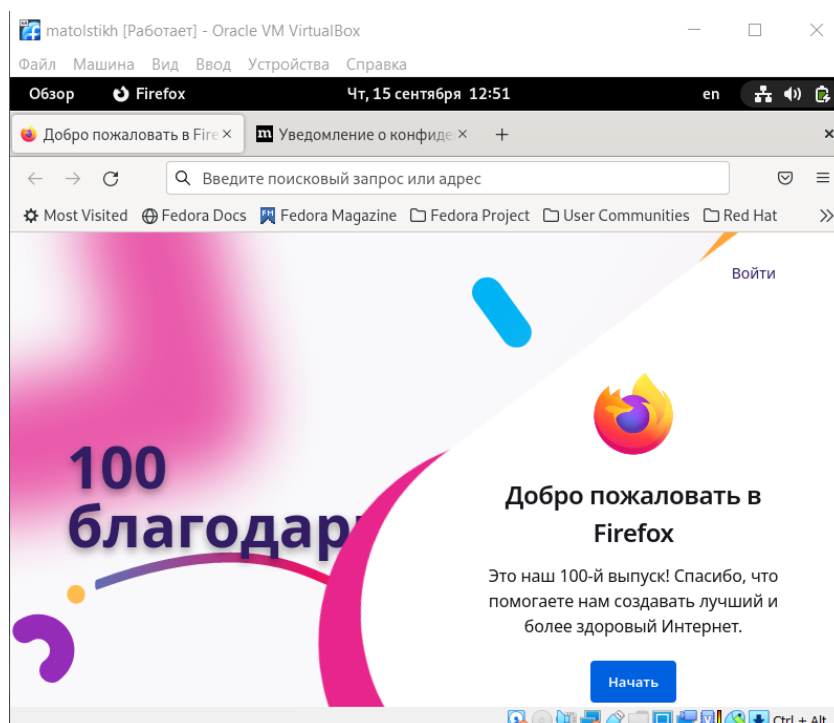 matolstikh [Работает] - Oracle VM VirtualBox
Файл Машина Вид Ввод Устройства Справка
Обзор Firefox Чт, 15 сентября 12:51 en
Добро пожаловать в Fire Уведомление о конфиде
Введите поисковый запрос или адрес
Most Visited Fedora Docs Fedora Magazine Fedora Project User Communities Red Hat
Войти
100
благодар
Добро пожаловать в
Firefox
Это наш 100-й выпуск! Спасибо, что
помогаете нам создавать лучший и
более здоровый Интернет.
Начать
Ctrl + Alt